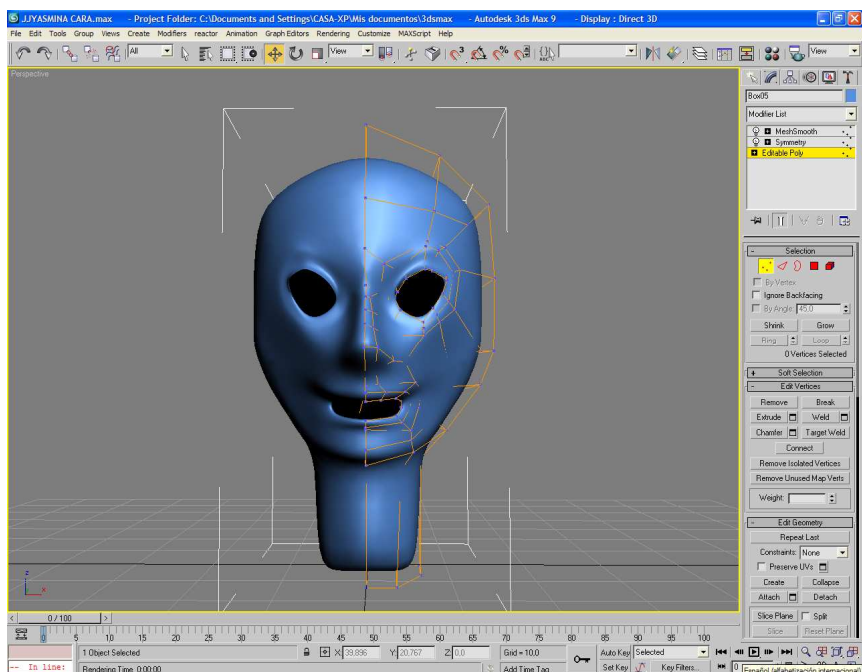 .JJYASMINA CARA.max - Project Folder: C:\Documents and Settings\CASA-XP\Mis documentos\3dsmax - Autodesk 3ds Max 9 - Display : Direct 3D
File Edit Tools Group Views Create Modifiers reactor Animation Graph Editors Rendering Customize MAXScript Help
All View View
Perspective
Box05
Modifier List
MeshSmooth
Symmetry
Editable Poly
Selection
By Vertex
Ignore Backfacing
By Angle: 45.0
Shrink Grow
Ring Loop
0 Vertices Selected
Soft Selection
Edit Vertices
Remove Break
Extrude Weld
Chamfer Target Weld
Connect
Remove Isolated Vertices
Remove Unused Map Verts
Weight:
Edit Geometry
Repeat Last
Constraints: None
Preserve UVs
Create Collapse
Attach Detach
Slice Plane Split
Slice Reset Plane
z
x
0 / 100
0 5 10 15 20 25 30 35 40 45 50 55 60 65 70 75 80 85 90 95 100
1 Object Selected X: 39,896 Y: 20,767 Z: 0,0 Grid = 10,0 Auto Key Selected
-- In line: Rendering Time 0:00:00 Add Time Tag Set Key Key Filters... 0
Español (alfabetización internacional)